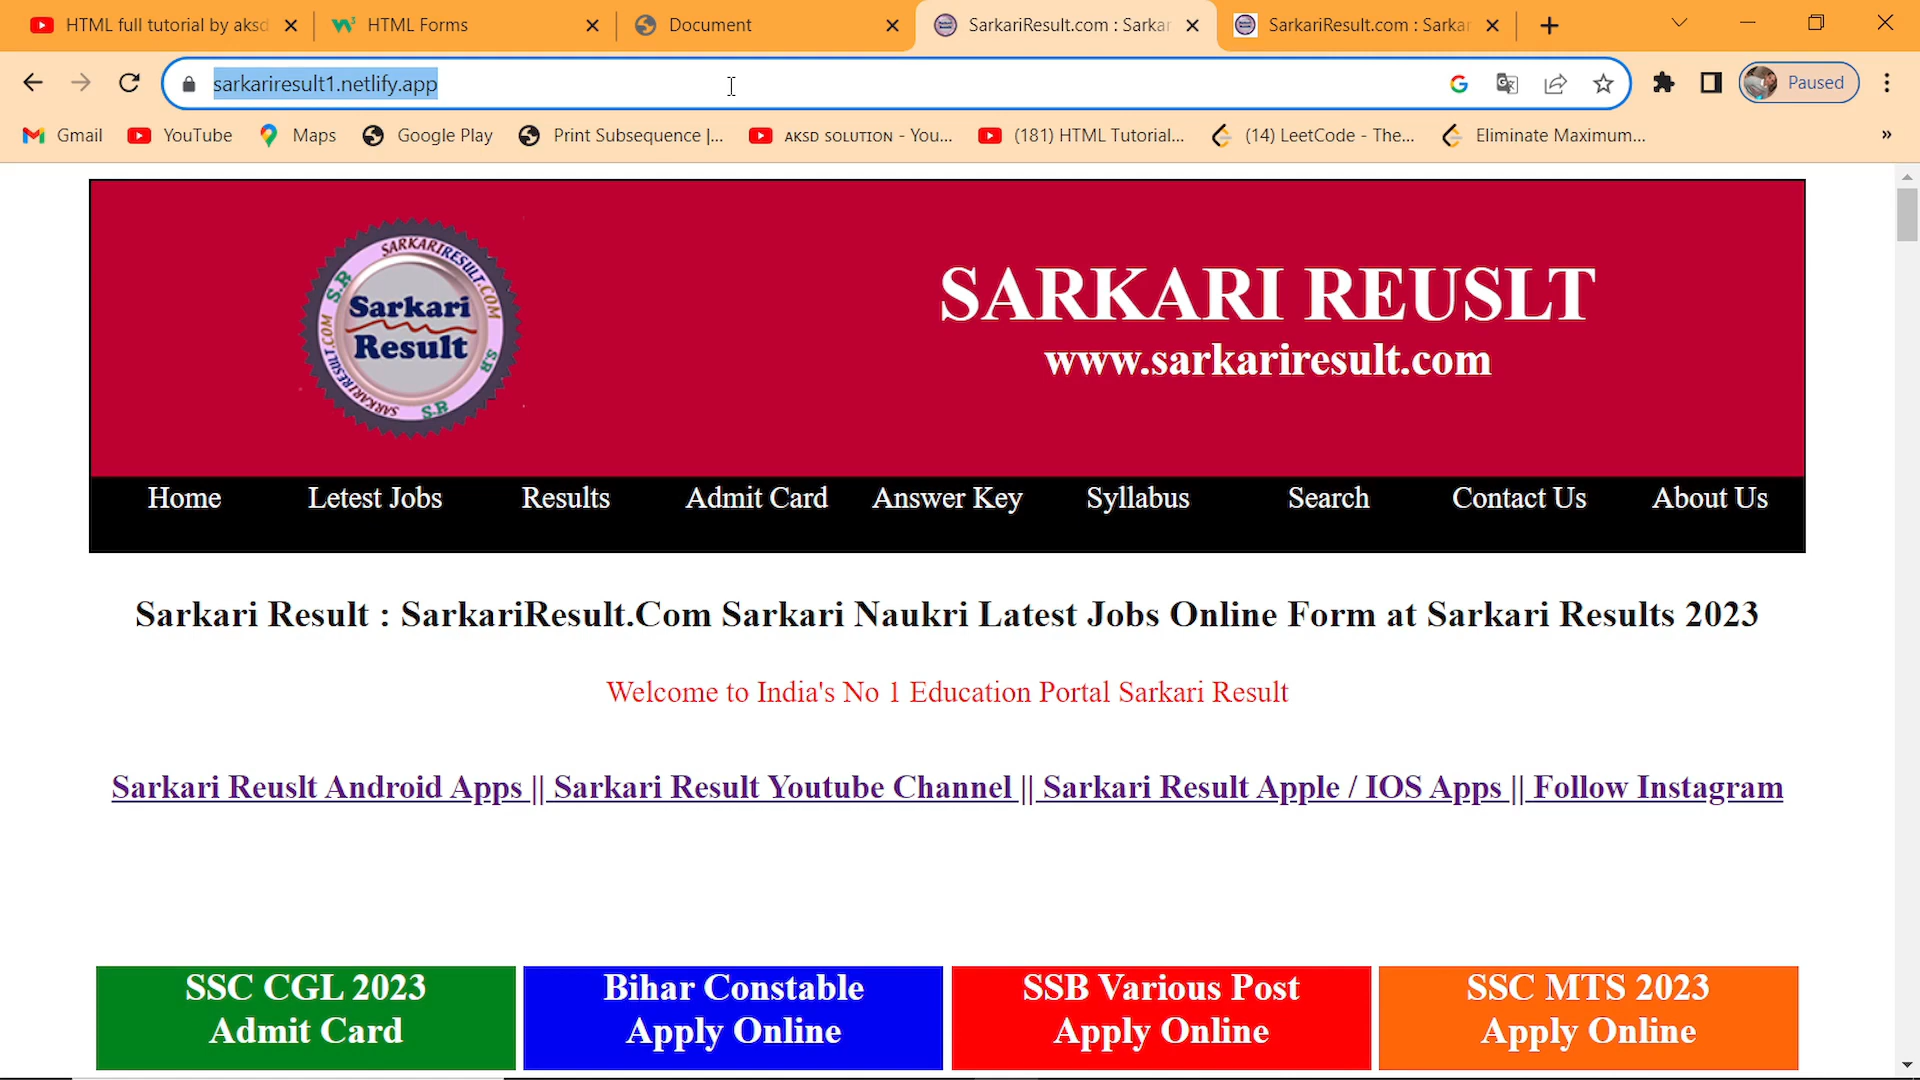 HTML full tutorial by aksd
HTML Forms
Document
SarkariResult.com : Sarkar
SarkariResult.com : Sarkar
sarkariresult1.netlify.app
Paused
Gmail
YouTube
Maps
Google Play
Print Subsequence |...
AKSD SOLUTION - You...
(181) HTML Tutorial...
(14) LeetCode - The...
Eliminate Maximum...
»
SARKARIRESULT.COM
S.R
Sarkari
Result
SARKARIRESULT.COM
S.R
S.R
SARKARI REUSLT
www.sarkariresult.com
Home
Letest Jobs
Results
Admit Card
Answer Key
Syllabus
Search
Contact Us
About Us
Sarkari Result : SarkariResult.Com Sarkari Naukri Latest Jobs Online Form at Sarkari Results 2023
Welcome to India's No 1 Education Portal Sarkari Result
Sarkari Reuslt Android Apps || Sarkari Result Youtube Channel || Sarkari Result Apple / IOS Apps || Follow Instagram
SSC CGL 2023
Admit Card
Bihar Constable
Apply Online
SSB Various Post
Apply Online
SSC MTS 2023
Apply Online